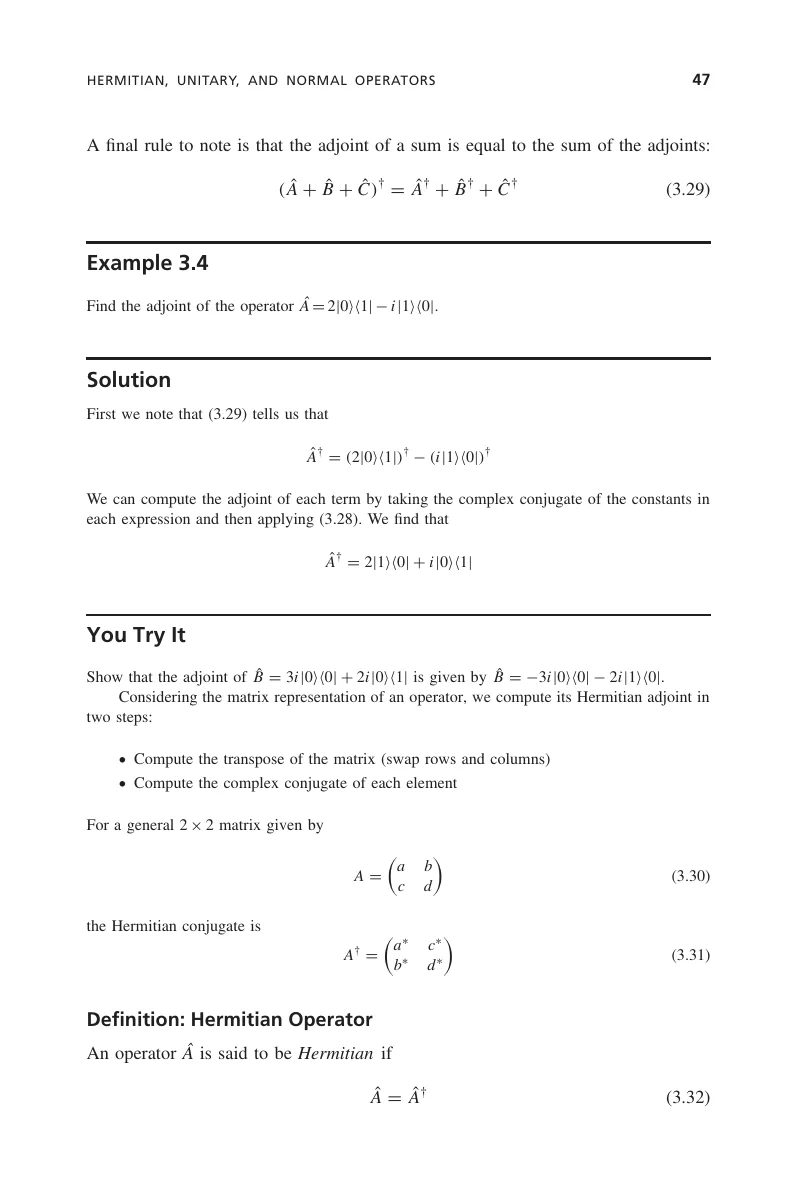 HERMITIAN, UNITARY, AND NORMAL OPERATORS 47
A final rule to note is that the adjoint of a sum is equal to the sum of the adjoints:
(Â + B̂ + Ĉ)† = Â† + B̂† + Ĉ† (3.29)
Example 3.4
Find the adjoint of the operator Â = 2|0⟩⟨1| − i|1⟩⟨0|.
Solution
First we note that (3.29) tells us that
Â† = (2|0⟩⟨1|)† − (i|1⟩⟨0|)†
We can compute the adjoint of each term by taking the complex conjugate of the constants in
each expression and then applying (3.28). We find that
Â† = 2|1⟩⟨0| + i|0⟩⟨1|
You Try It
Show that the adjoint of B̂ = 3i|0⟩⟨0| + 2i|0⟩⟨1| is given by B̂ = −3i|0⟩⟨0| − 2i|1⟩⟨0|.
Considering the matrix representation of an operator, we compute its Hermitian adjoint in
two steps:
• Compute the transpose of the matrix (swap rows and columns)
• Compute the complex conjugate of each element
For a general 2 × 2 matrix given by
A = (a b
c d) (3.30)
the Hermitian conjugate is
A† = (a* c*
b* d*) (3.31)
Definition: Hermitian Operator
An operator Â is said to be Hermitian if
Â = Â† (3.32)